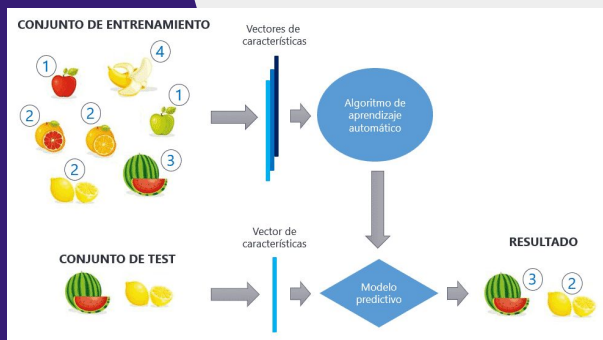 CONJUNTO DE ENTRENAMIENTO
1
4
1
2
2
2
3
Vectores de
características
Algoritmo de
aprendizaje
automático
CONJUNTO DE TEST
Vector de
características
Modelo
predictivo
RESULTADO
3
2